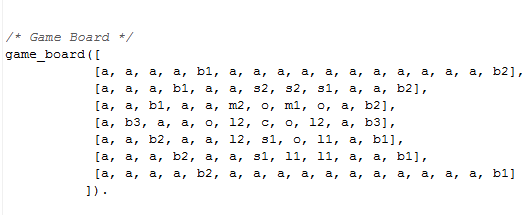 /* Game Board */
game_board([
[a, a, a, a, b1, a, a, a, a, a, a, a, a, a, a, a, b2],
[a, a, a, b1, a, a, s2, s2, s1, a, a, b2],
[a, a, b1, a, a, m2, o, m1, o, a, b2],
[a, b3, a, a, o, l2, c, o, l2, a, b3],
[a, a, b2, a, a, l2, s1, o, l1, a, b1],
[a, a, a, b2, a, a, s1, l1, l1, a, a, b1],
[a, a, a, a, b2, a, a, a, a, a, a, a, a, a, a, a, b1]
]).